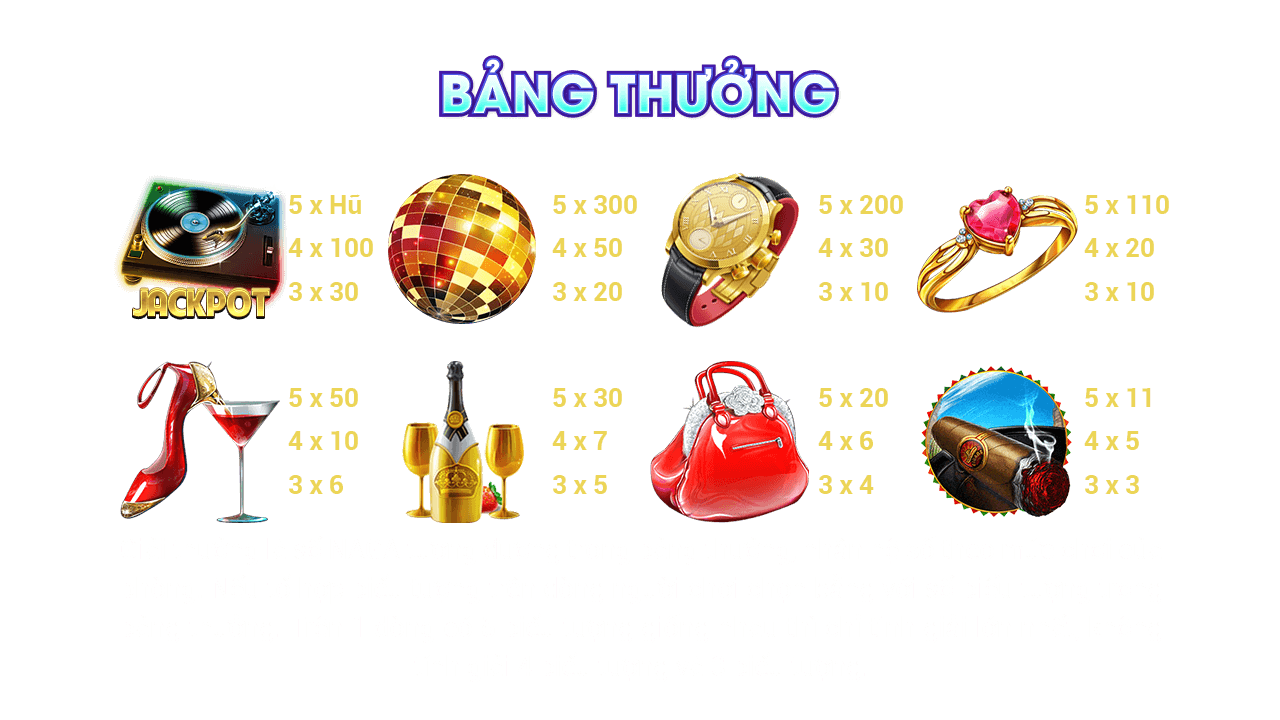 BẢNG THƯỞNG
JACKPOT
5 x Hũ
4 x 100
3 x 30
5 x 300
4 x 50
3 x 20
5 x 200
4 x 30
3 x 10
5 x 110
4 x 20
3 x 10
5 x 50
4 x 10
3 x 6
5 x 30
4 x 7
3 x 5
5 x 20
4 x 6
3 x 4
5 x 11
4 x 5
3 x 3